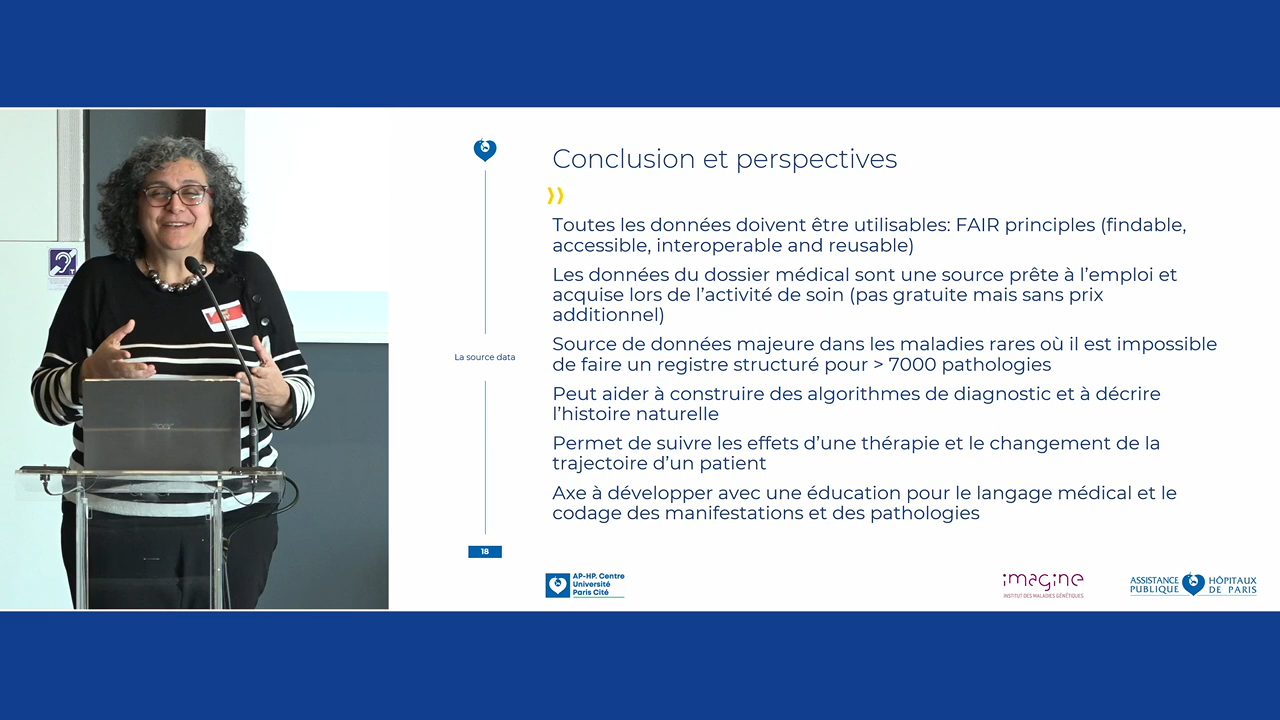 Conclusion et perspectives
Toutes les données doivent être utilisables: FAIR principles (findable,
accessible, interoperable and reusable)
Les données du dossier médical sont une source prête à l'emploi et
acquise lors de l'activité de soin (pas gratuite mais sans prix
additionnel)
Source de données majeure dans les maladies rares où il est impossible
de faire un registre structuré pour > 7000 pathologies
Peut aider à construire des algorithmes de diagnostic et à décrire
l'histoire naturelle
Permet de suivre les effets d'une thérapie et le changement de la
trajectoire d'un patient
Axe à développer avec une éducation pour le langage médical et le
codage des manifestations et des pathologies
La source data
18
AP-HP. Centre
Université
Paris Cité
imagine
INSTITUT DES MALADIES GÉNÉTIQUES
ASSISTANCE
PUBLIQUE
HÔPITAUX
DE PARIS
acer